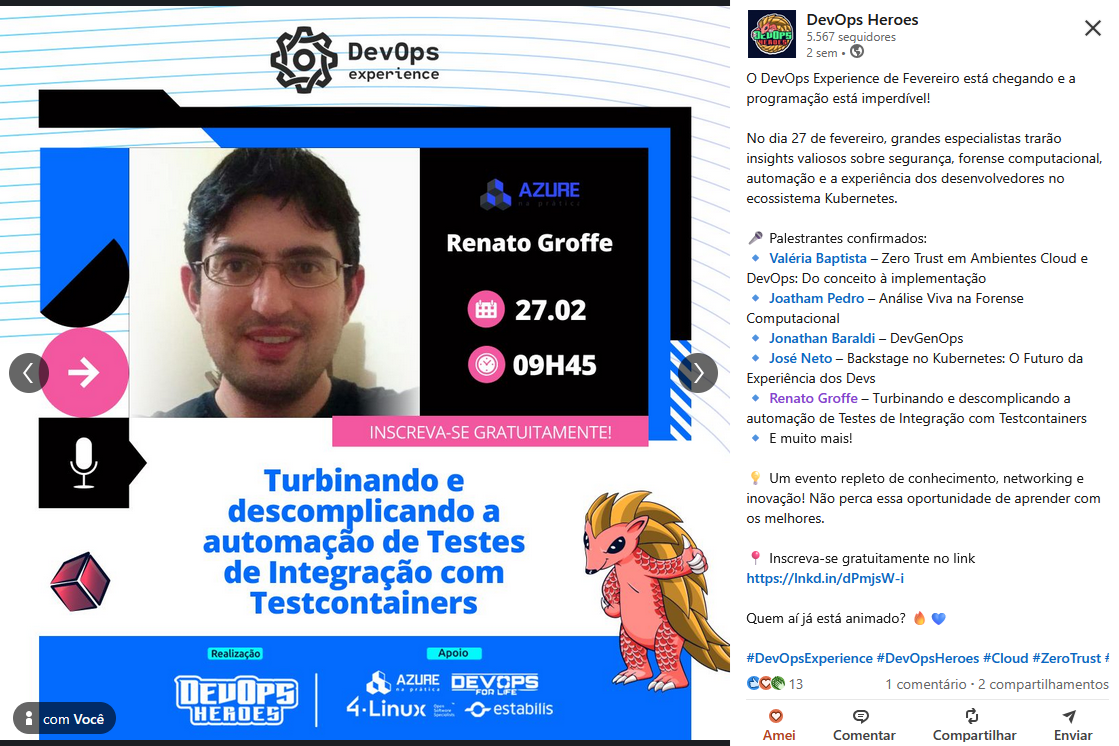 DevOps
experience
AZURE
na prática
Renato Groffe
27.02
09H45
INSCREVA-SE GRATUITAMENTE!
Turbinando e
descomplicando a
automação de Testes
de Integração com
Testcontainers
Realização
Apoio
DEVOPS
HEROES
AZURE
na prática
DEVOPS
FOR LIFE
4·Linux
Open
Software
Specialists
estabilis
com Você
DevOps Heroes
5.567 seguidores
2 sem •
O DevOps Experience de Fevereiro está chegando e a
programação está imperdível!
No dia 27 de fevereiro, grandes especialistas trarão
insights valiosos sobre segurança, forense computacional,
automação e a experiência dos desenvolvedores no
ecossistema Kubernetes.
🎤 Palestrantes confirmados:
🔹 Valéria Baptista – Zero Trust em Ambientes Cloud e
DevOps: Do conceito à implementação
🔹 Joatham Pedro – Análise Viva na Forense
Computacional
🔹 Jonathan Baraldi – DevGenOps
🔹 José Neto – Backstage no Kubernetes: O Futuro da
Experiência dos Devs
🔹 Renato Groffe – Turbinando e descomplicando a
automação de Testes de Integração com Testcontainers
🔹 E muito mais!
💡 Um evento repleto de conhecimento, networking e
inovação! Não perca essa oportunidade de aprender com
os melhores.
📍 Inscreva-se gratuitamente no link
https://lnkd.in/dPmjsW-i
Quem aí já está animado? 🔥 💙
#DevOpsExperience #DevOpsHeroes #Cloud #ZeroTrust #
13
1 comentário · 2 compartilhamentos
Amei
Comentar
Compartilhar
Enviar